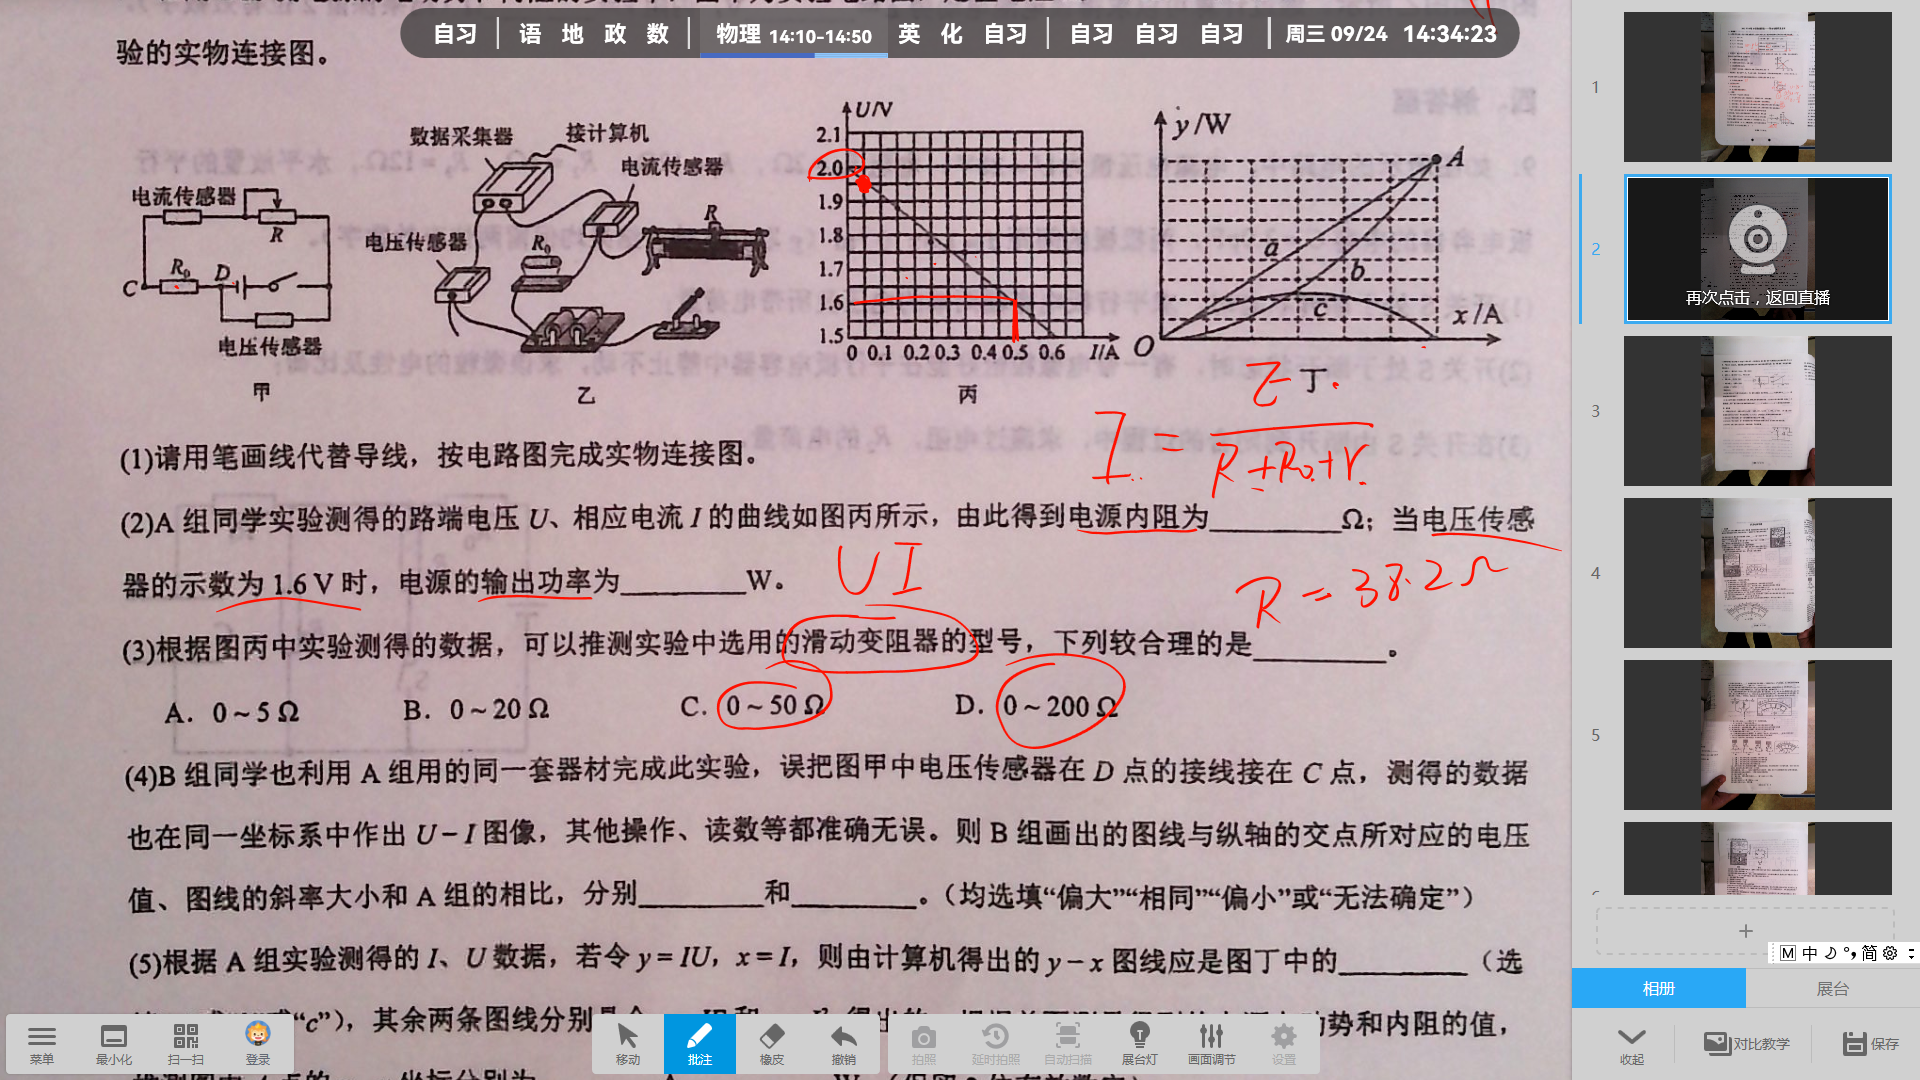 自习 | 语 地 政 数 | 物理 14:10-14:50 英 化 自习 | 自习 自习 自习 | 周三 09/24 14:34:23
验的实物连接图。
数据采集器
接计算机
电流传感器
电流传感器
R
电压传感器
R₀
R
C
R₀
D
电压传感器
甲
乙
U/V
2.1
2.0
1.9
1.8
1.7
1.6
1.5
0 0.1 0.2 0.3 0.4 0.5 0.6 I/A
丙
y/W
A
a
b
c
x/A
O
丁
(1)请用笔画线代替导线，按电路图完成实物连接图。
I = E / R+R₀+r
(2)A 组同学实验测得的路端电压 U、相应电流 I 的曲线如图丙所示，由此得到电源内阻为________Ω；当电压传感
器的示数为 1.6 V 时，电源的输出功率为________W。
UI
R = 38.2Ω
(3)根据图丙中实验测得的数据，可以推测实验中选用的滑动变阻器的型号，下列较合理的是________。
A．0～5 Ω B．0～20 Ω C．0～50 Ω D．0～200 Ω
(4)B 组同学也利用 A 组用的同一套器材完成此实验，误把图甲中电压传感器在 D 点的接线接在 C 点，测得的数据
也在同一坐标系中作出 U－I 图像，其他操作、读数等都准确无误。则 B 组画出的图线与纵轴的交点所对应的电压
值、图线的斜率大小和 A 组的相比，分别________和________。（均选填“偏大”“相同”“偏小”或“无法确定”）
(5)根据 A 组实验测得的 I、U 数据，若令 y＝IU，x＝I，则由计算机得出的 y－x 图线应是图丁中的________（选
“c”），其余两条图线分别是
势和内阻的值，
1
2
再次点击，返回直播
3
4
5
+
M 中 简
相册 展台
菜单 最小化 扫一扫 登录
移动 批注 橡皮 撤销
拍照 延时拍照 自动扫描 展台灯 画面调节 设置
收起 对比教学 保存